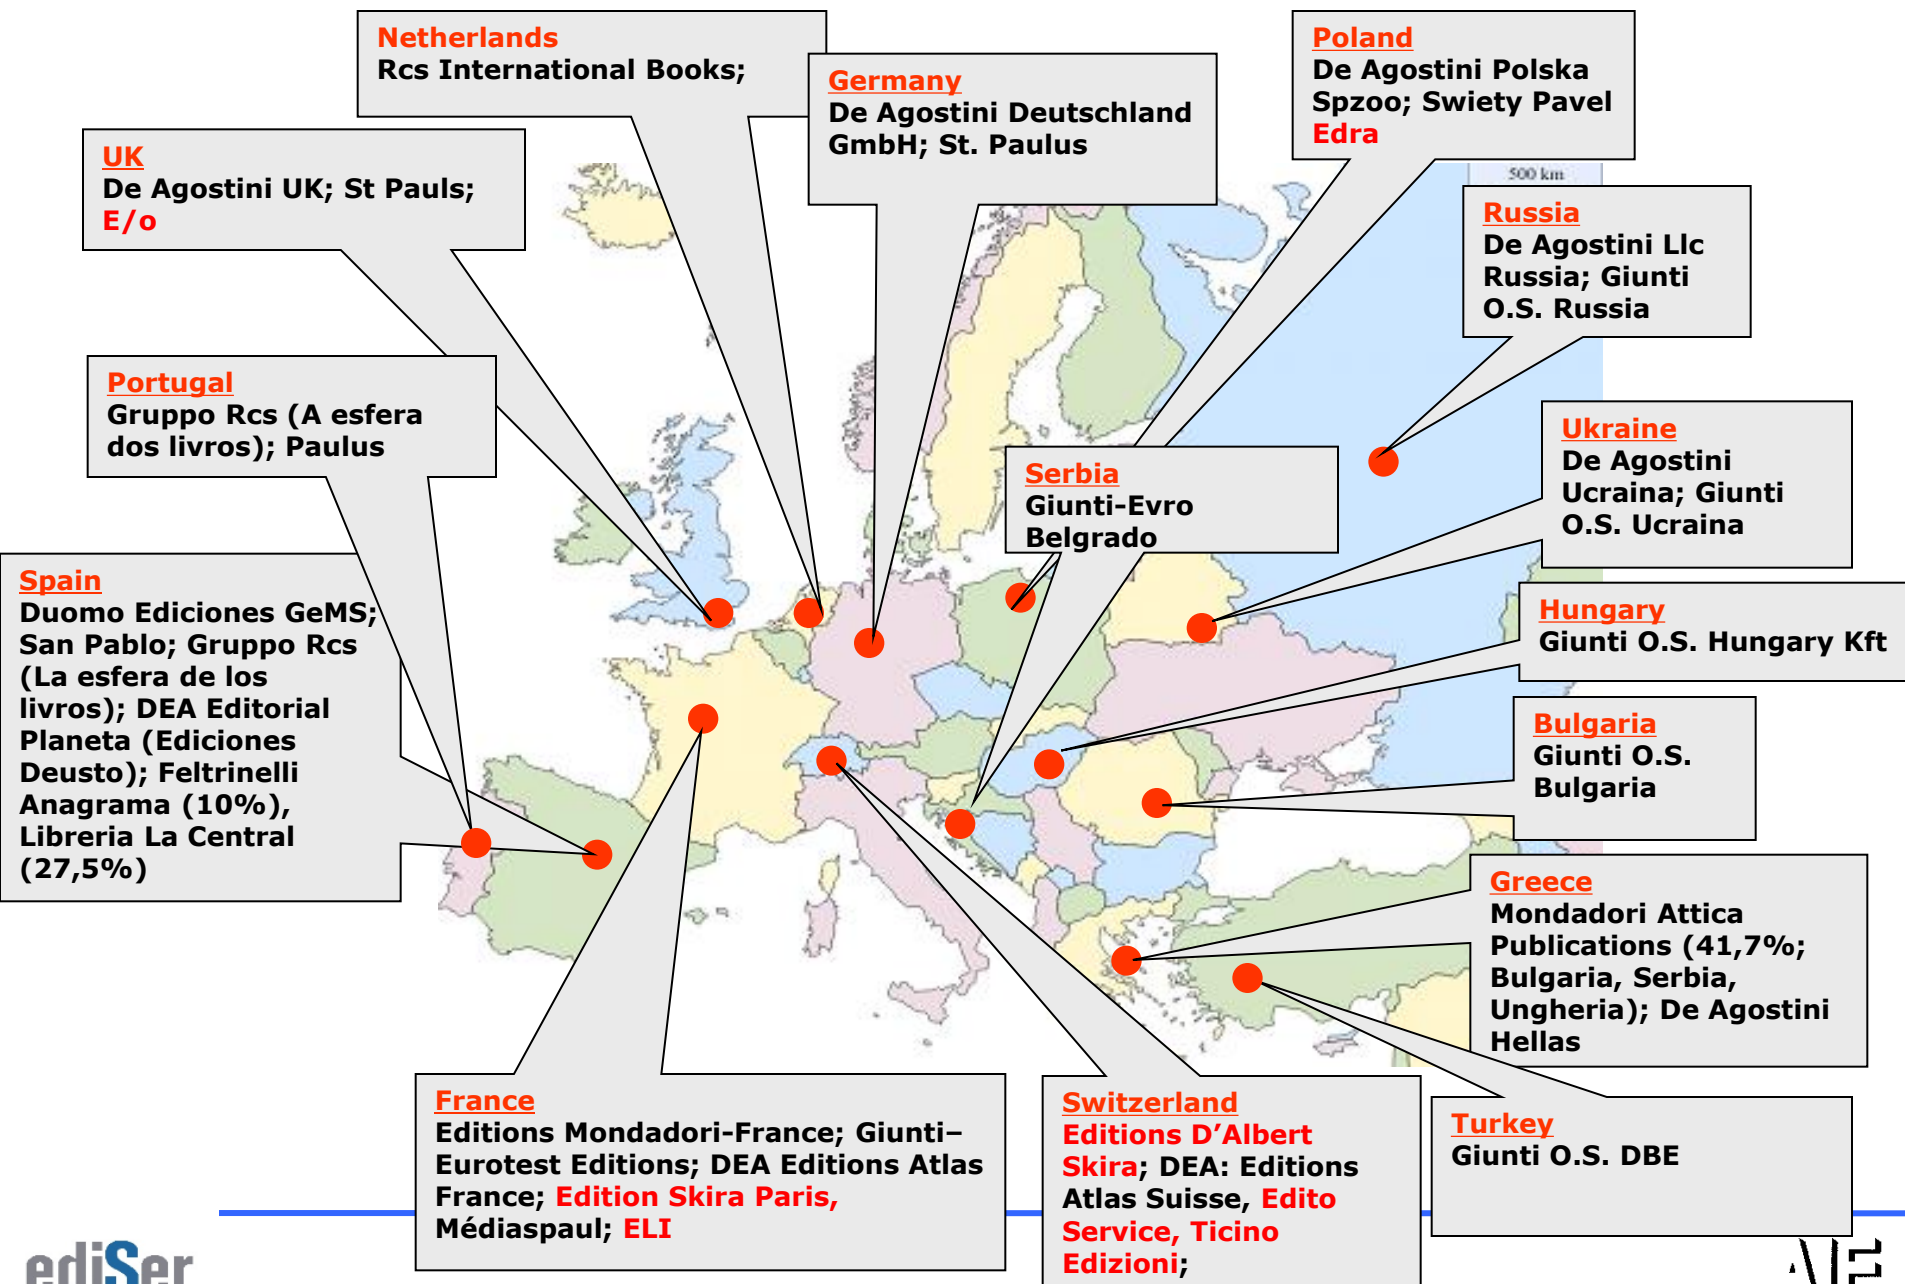 Netherlands
Rcs International Books;
Germany
De Agostini Deutschland
GmbH; St. Paulus
Poland
De Agostini Polska
Spzoo; Swiety Pavel
Edra
UK
De Agostini UK; St Pauls;
E/o
500 km
Russia
De Agostini Llc
Russia; Giunti
O.S. Russia
Portugal
Gruppo Rcs (A esfera
dos livros); Paulus
Ukraine
De Agostini
Ucraina; Giunti
O.S. Ucraina
Serbia
Giunti-Evro
Belgrado
Spain
Duomo Ediciones GeMS;
San Pablo; Gruppo Rcs
(La esfera de los
livros); DEA Editorial
Planeta (Ediciones
Deusto); Feltrinelli
Anagrama (10%),
Libreria La Central
(27,5%)
Hungary
Giunti O.S. Hungary Kft
Bulgaria
Giunti O.S.
Bulgaria
Greece
Mondadori Attica
Publications (41,7%;
Bulgaria, Serbia,
Ungheria); De Agostini
Hellas
France
Editions Mondadori-France; Giunti–
Eurotest Editions; DEA Editions Atlas
France; Edition Skira Paris,
Médiaspaul; ELI
Switzerland
Editions D’Albert
Skira; DEA: Editions
Atlas Suisse, Edito
Service, Ticino
Edizioni;
Turkey
Giunti O.S. DBE
ediSer
AIE